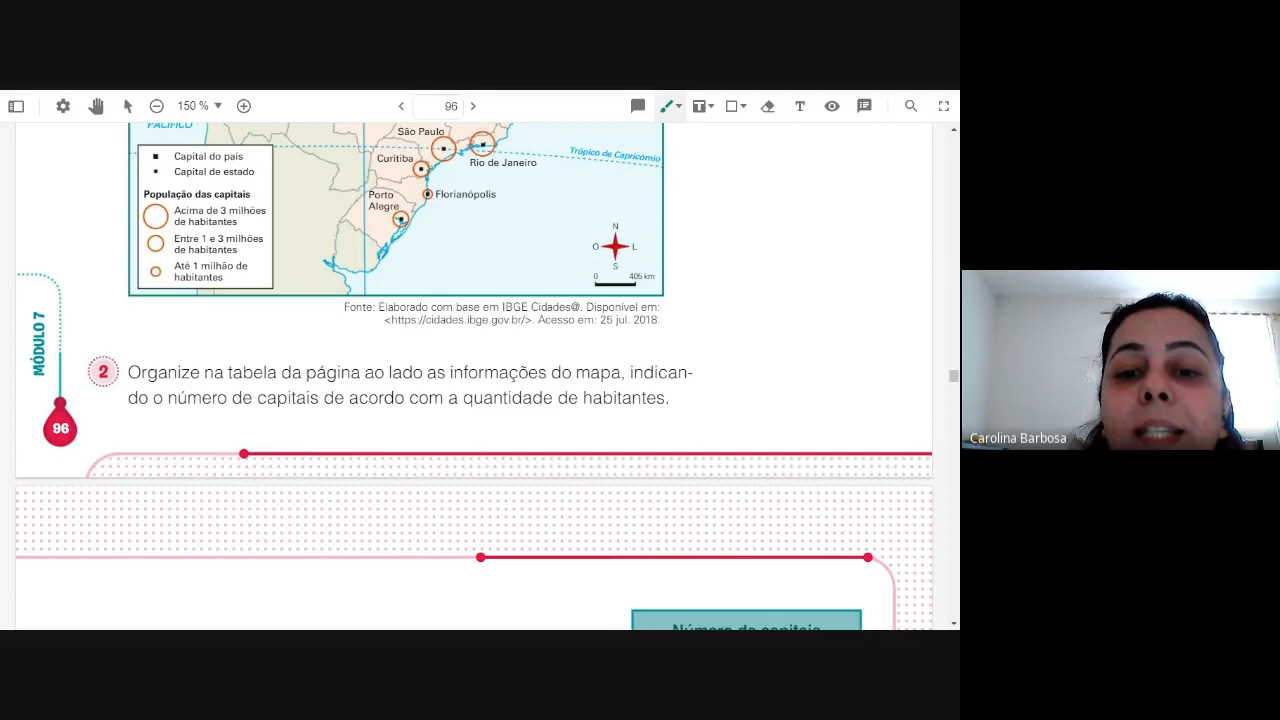 150 %
96
PACÍFICO
São Paulo
Trópico de Capricórnio
Capital do país
Curitiba
Rio de Janeiro
Capital de estado
População das capitais
Porto
Alegre
Florianópolis
Acima de 3 milhões
de habitantes
N
Entre 1 e 3 milhões
de habitantes
O
L
S
Até 1 milhão de
habitantes
0
405 km
Fonte: Elaborado com base em IBGE Cidades@. Disponível em:
<https://cidades.ibge.gov.br/>. Acesso em: 25 jul. 2018.
MÓDULO 7
2
Organize na tabela da página ao lado as informações do mapa, indican-
do o número de capitais de acordo com a quantidade de habitantes.
96
Número de capitais
Carolina Barbosa